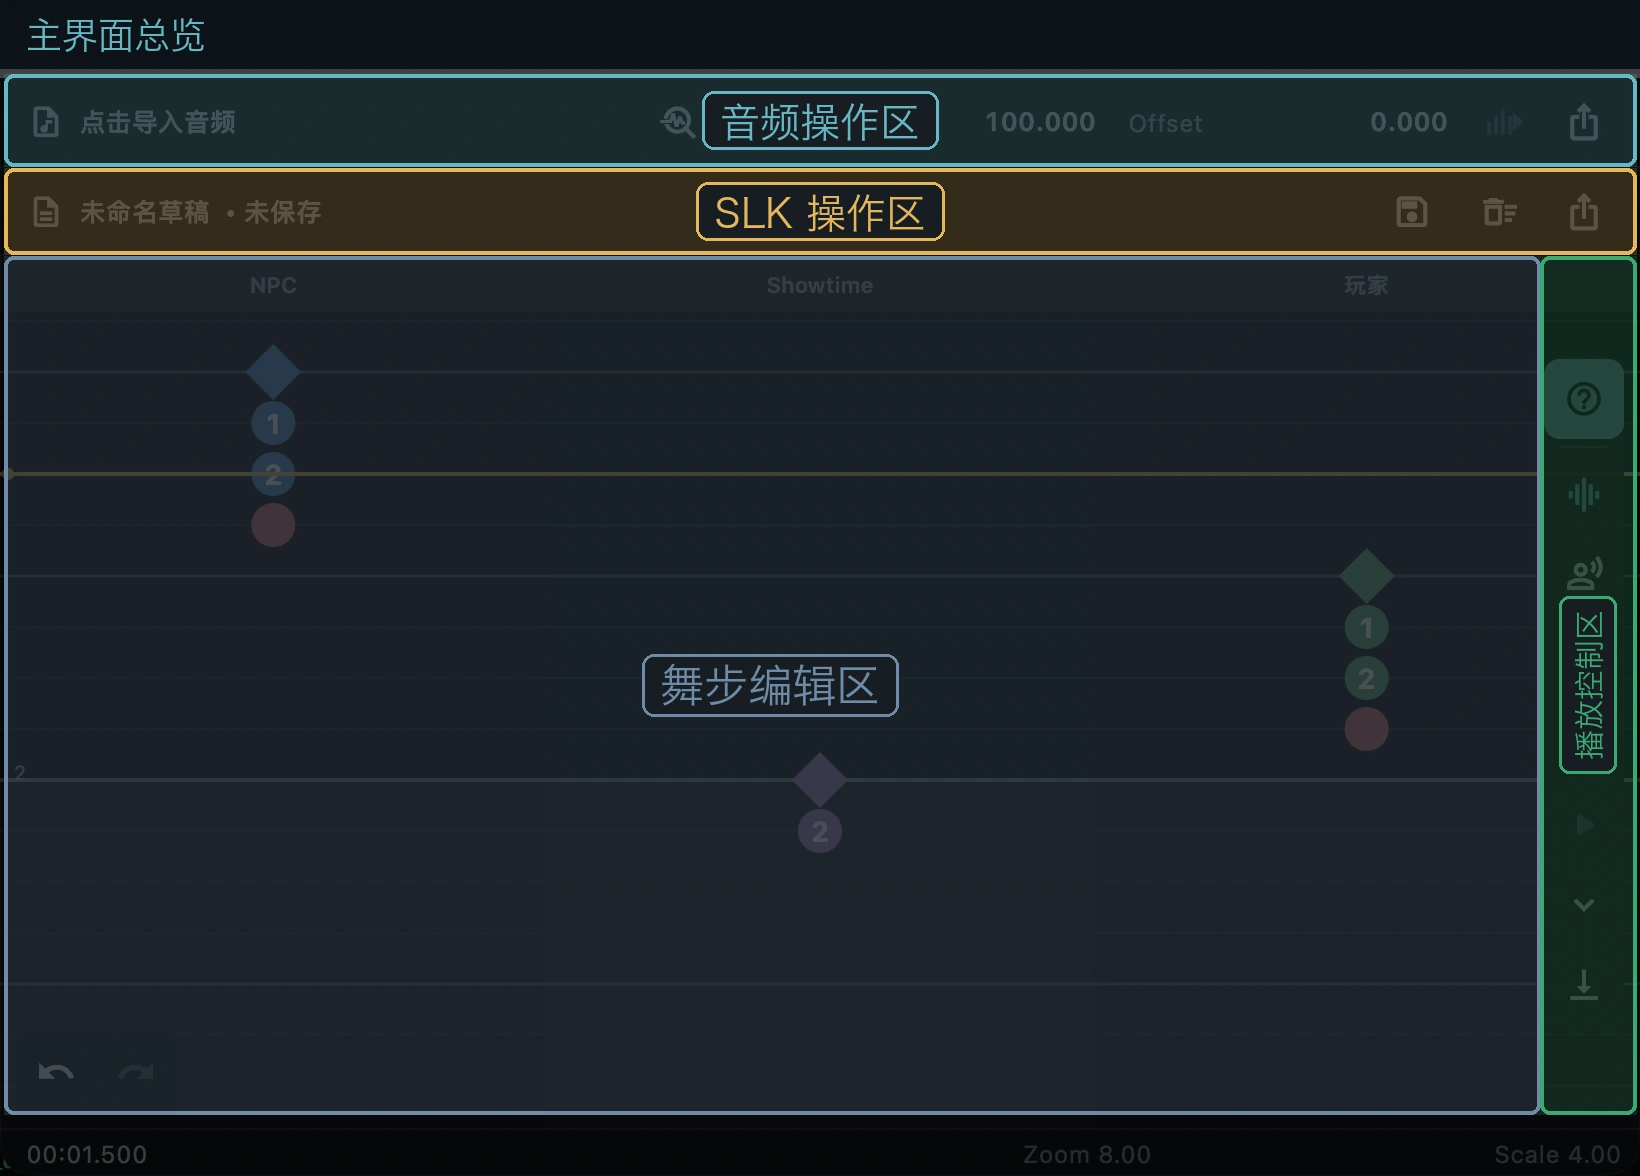 主界面总览
点击导入音频
音频操作区
100.000
Offset
0.000
未命名草稿 • 未保存
SLK 操作区
NPC
Showtime
玩家
1
2
1
2
舞步编辑区
播放控制区
2
2
00:01.500
Zoom 8.00
Scale 4.00